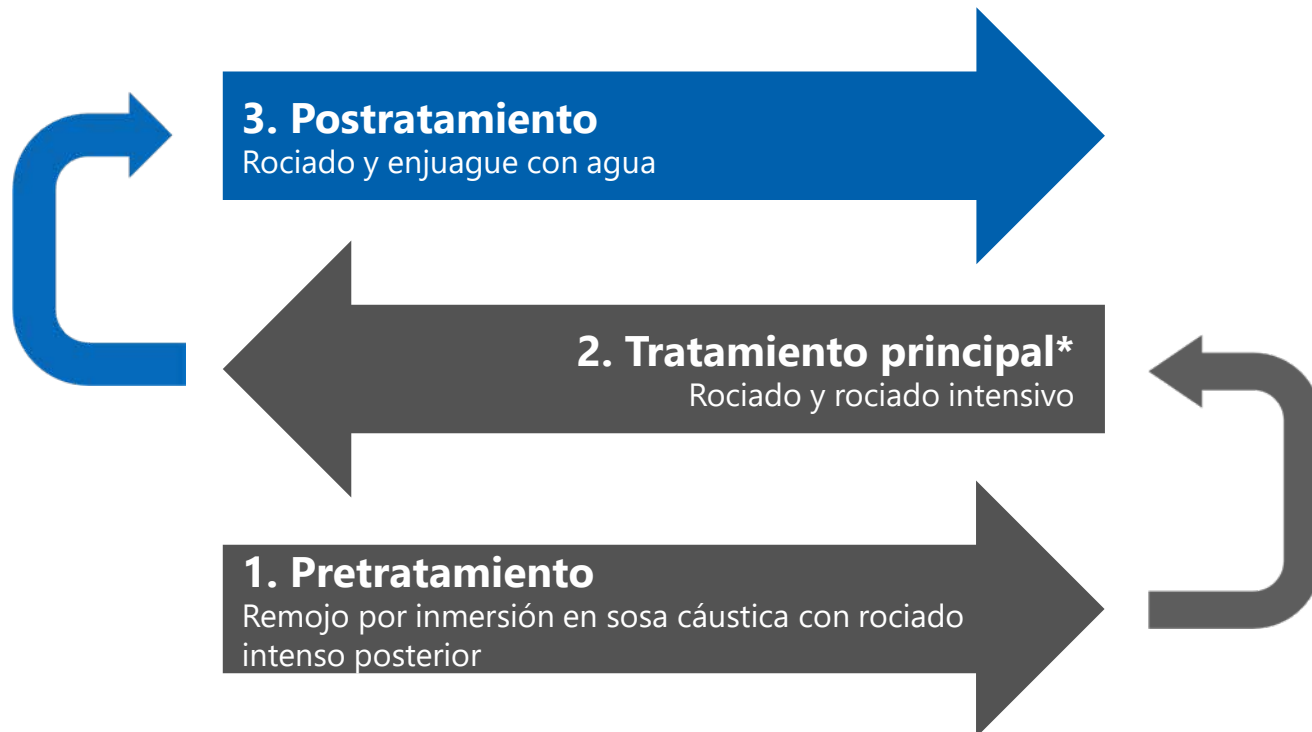 3. Postratamiento
Rociado y enjuague con agua
2. Tratamiento principal*
Rociado y rociado intensivo
1. Pretratamiento
Remojo por inmersión en sosa cáustica con rociado
intenso posterior